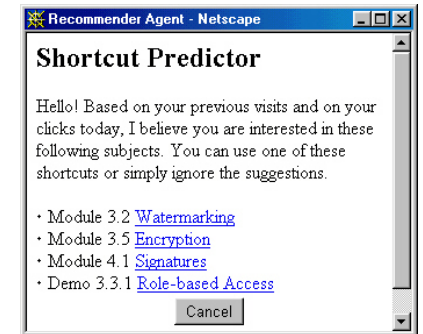 Recommender Agent - Netscape
Shortcut Predictor
Hello! Based on your previous visits and on your
clicks today, I believe you are interested in these
following subjects. You can use one of these
shortcuts or simply ignore the suggestions.
• Module 3.2 Watermarking
• Module 3.5 Encryption
• Module 4.1 Signatures
• Demo 3.3.1 Role-based Access
Cancel